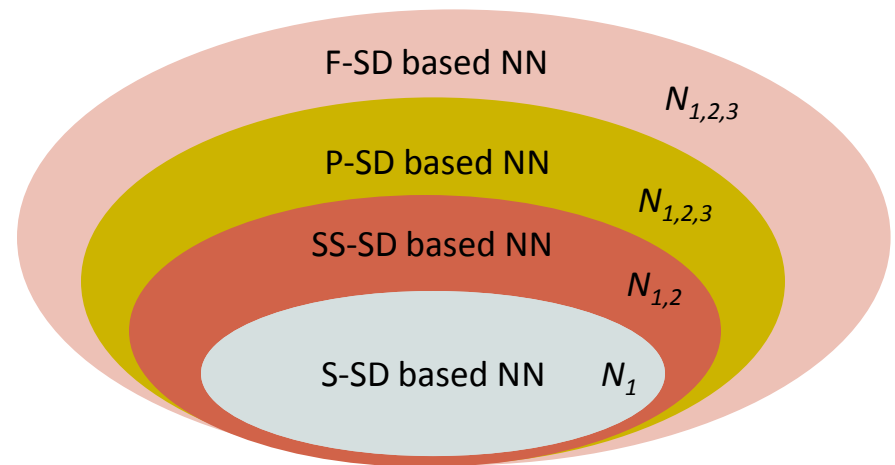 F-SD based NN
N1,2,3
P-SD based NN
N1,2,3
SS-SD based NN
N1,2
S-SD based NN N1